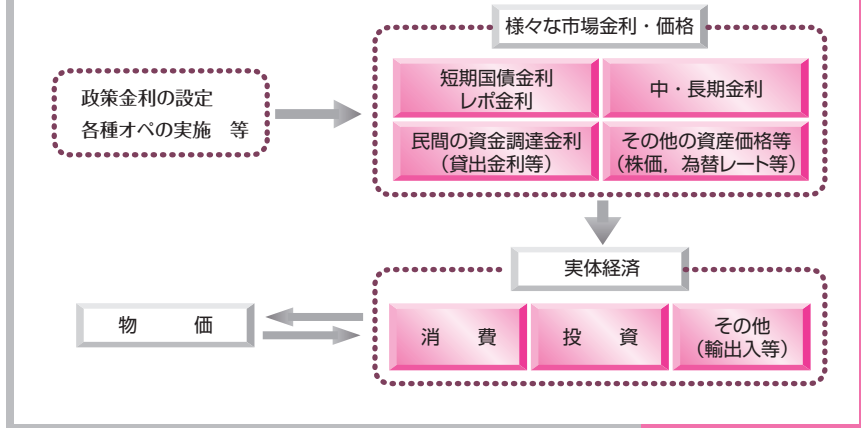 様々な市場金利・価格
政策金利の設定
各種オペの実施　等
短期国債金利
レポ金利
中・長期金利
民間の資金調達金利
（貸出金利等）
その他の資産価格等
（株価，為替レート等）
実体経済
物　　価
消　費
投　資
その他
（輸出入等）